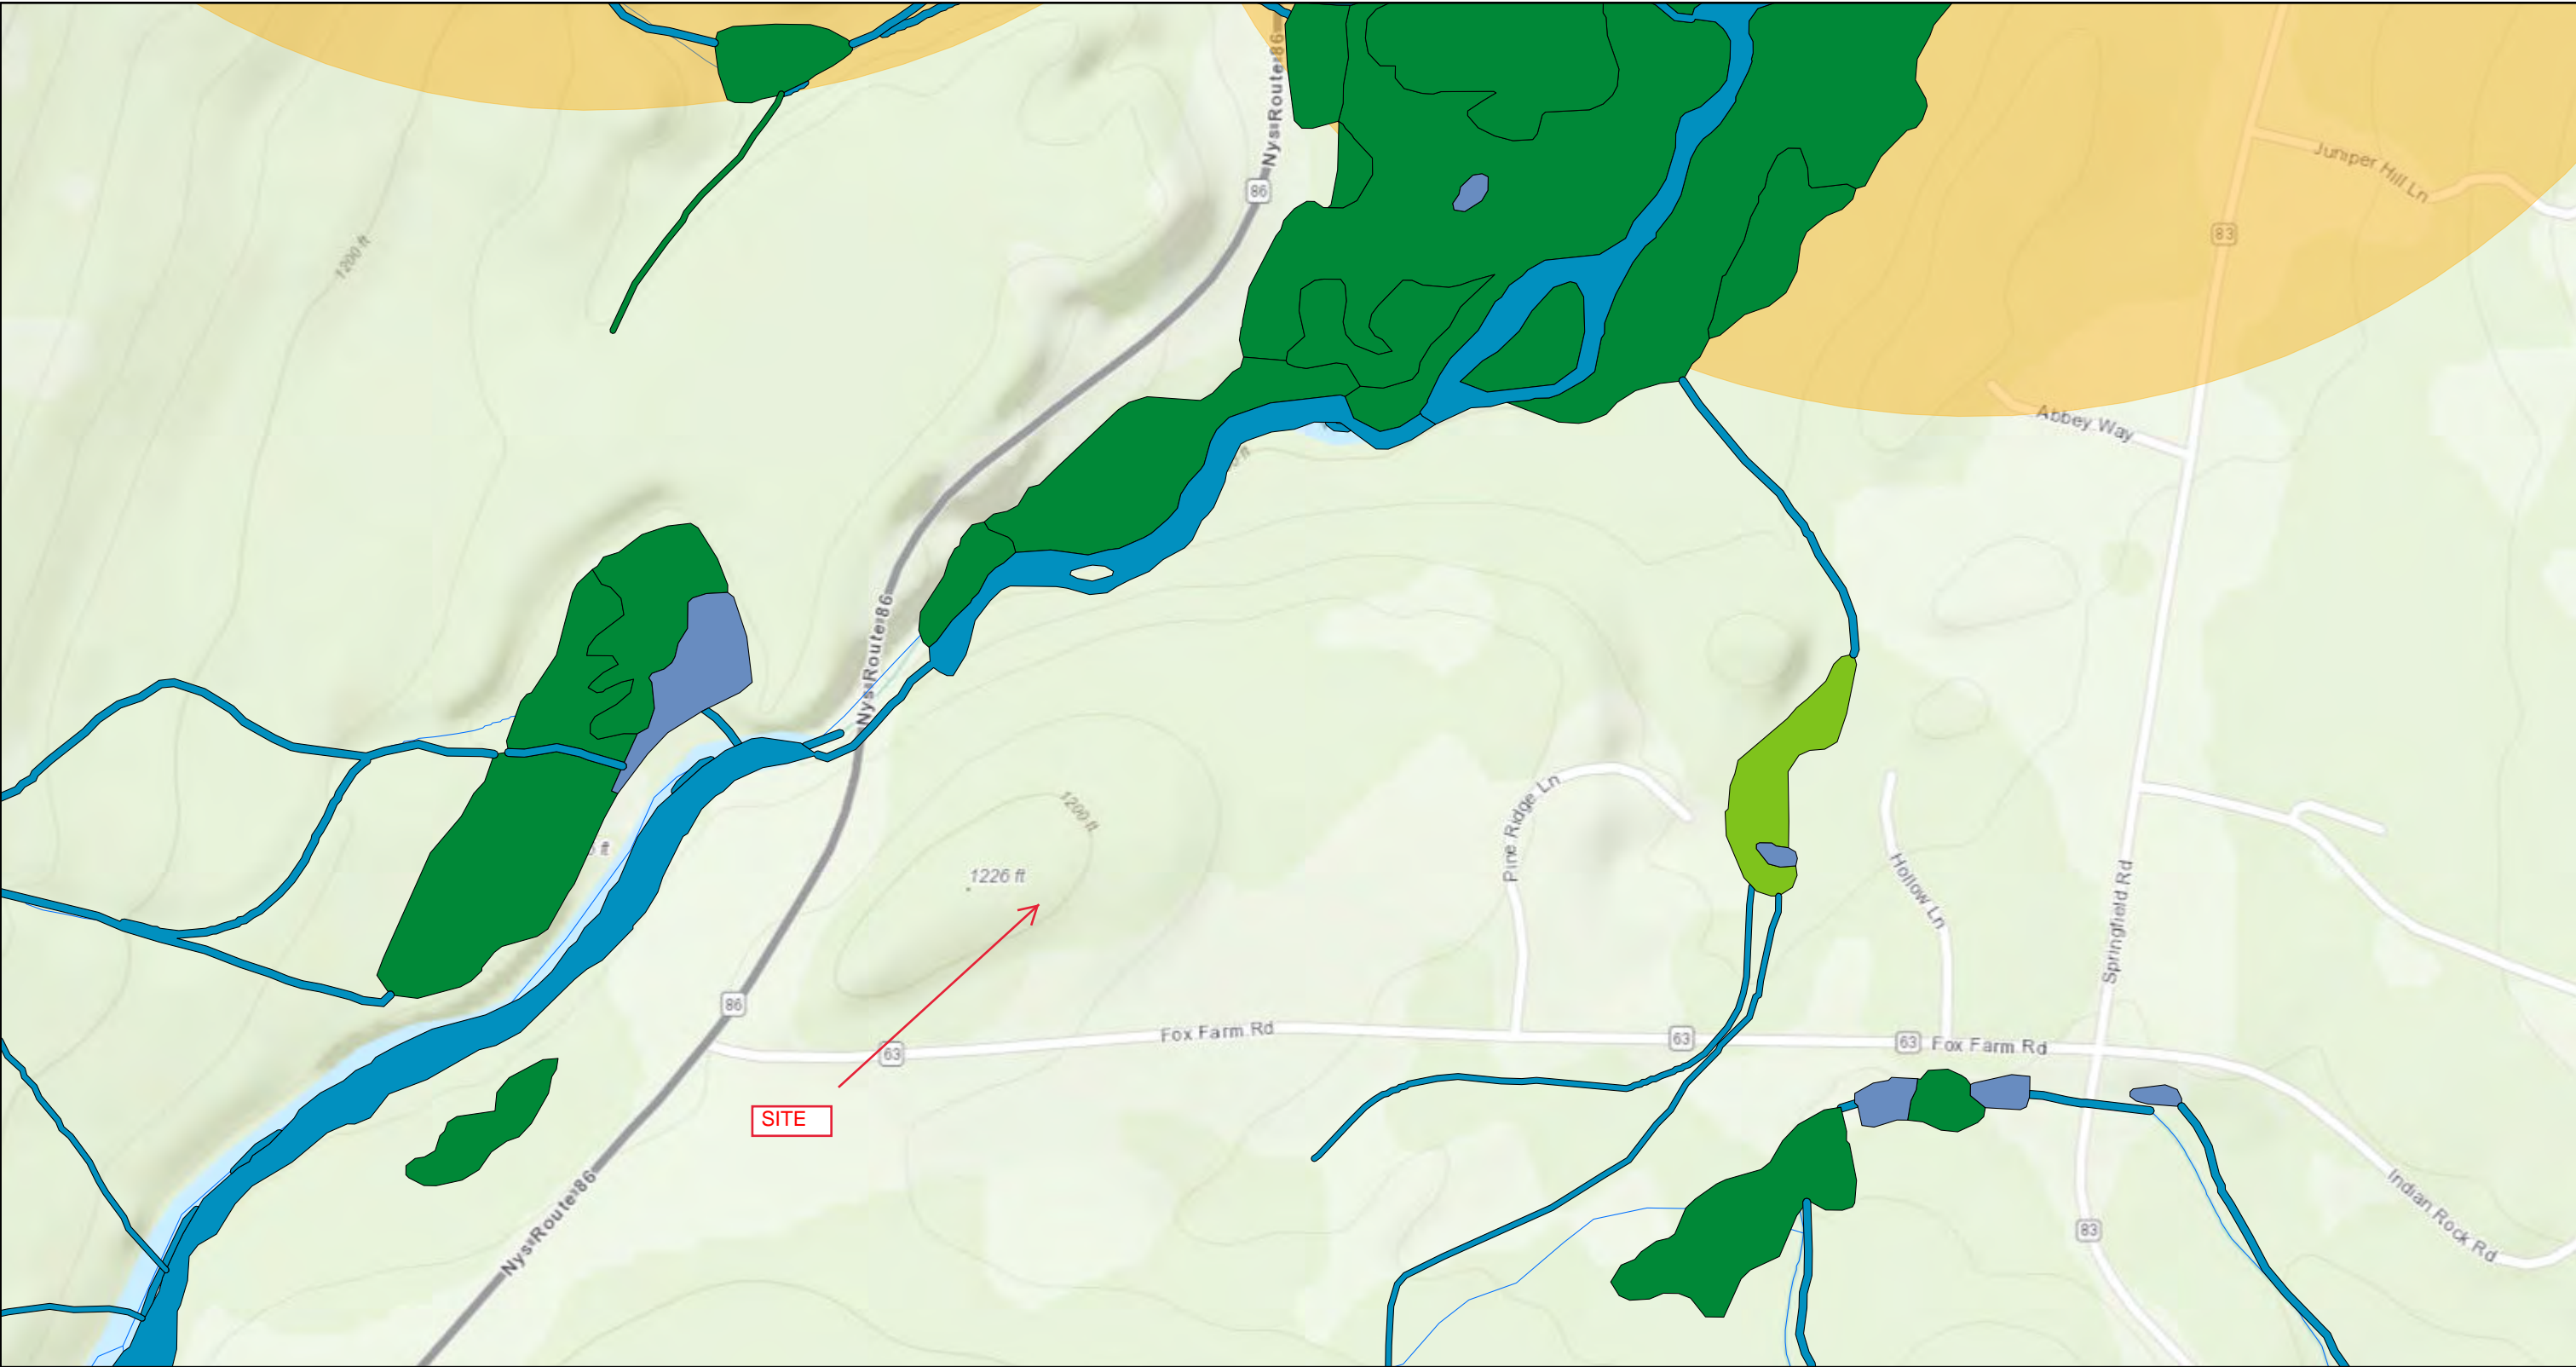 Nys Route 86
86
Juniper Hill Ln
83
1200 ft
Abbey Way
ft
Nys Route 86
1200 ft
Pine Ridge Ln
ft
1226 ft
Hollow Ln
Springfield Rd
86
Fox Farm Rd
63
63
63
Fox Farm Rd
SITE
Nys Route 86
83
Indian Rock Rd